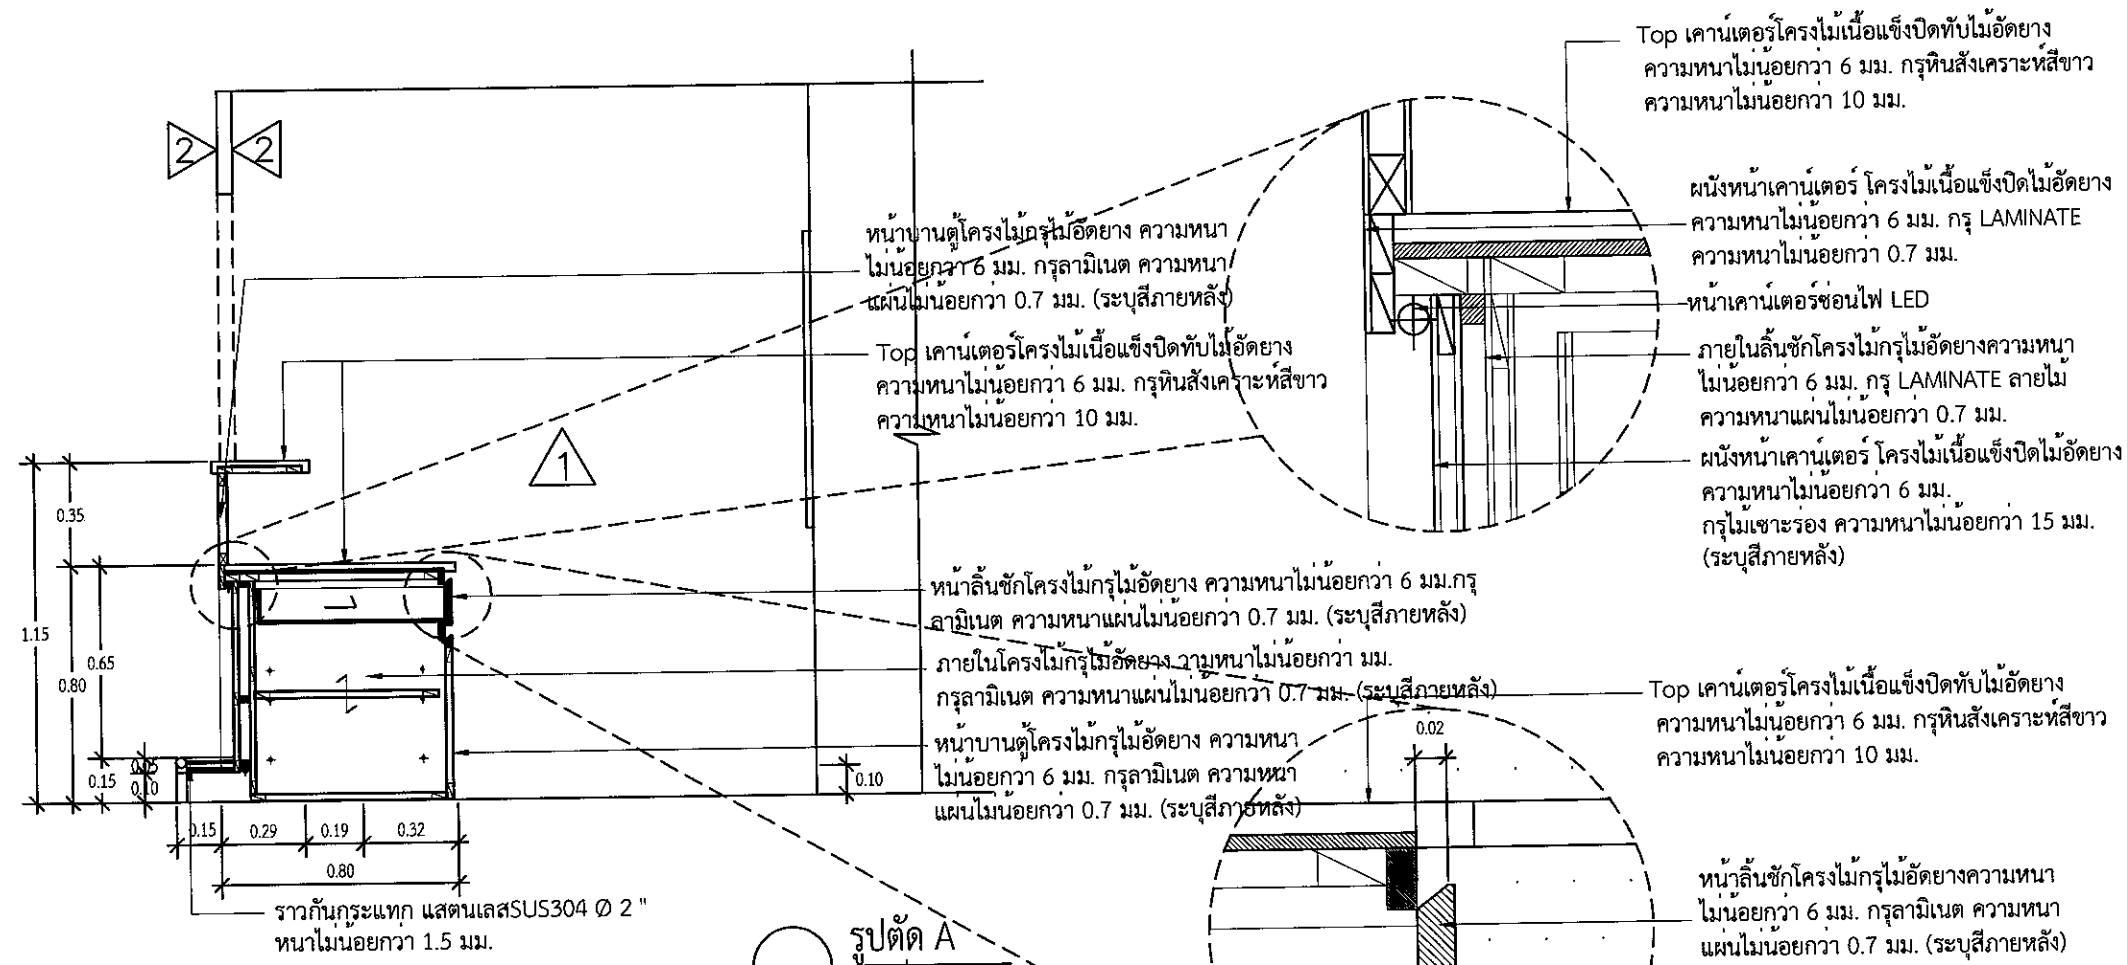 Top เคาน์เตอร์โครงไม้เนื้อแข็งปิดทับไม้อัดยาง
ความหนาไม่น้อยกว่า 6 มม. กรุหินสังเคราะห์สีขาว
ความหนาไม่น้อยกว่า 10 มม.
2
2
ผนังหน้าเคาน์เตอร์ โครงไม้เนื้อแข็งปิดไม้อัดยาง
ความหนาไม่น้อยกว่า 6 มม. กรุ LAMINATE
ความหนาไม่น้อยกว่า 0.7 มม.
หน้าบานตู้โครงไม้กรุไม้อัดยาง ความหนา
ไม่น้อยกว่า 6 มม. กรุลามิเนต ความหนา
แผ่นไม่น้อยกว่า 0.7 มม. (ระบุสีภายหลัง)
หน้าเคาน์เตอร์ซ่อนไฟ LED
Top เคาน์เตอร์โครงไม้เนื้อแข็งปิดทับไม้อัดยาง
ความหนาไม่น้อยกว่า 6 มม. กรุหินสังเคราะห์สีขาว
ความหนาไม่น้อยกว่า 10 มม.
ภายในลิ้นชักโครงไม้กรุไม้อัดยางความหนา
ไม่น้อยกว่า 6 มม. กรุ LAMINATE ลายไม้
ความหนาแผ่นไม่น้อยกว่า 0.7 มม.
1
ผนังหน้าเคาน์เตอร์ โครงไม้เนื้อแข็งปิดไม้อัดยาง
ความหนาไม่น้อยกว่า 6 มม.
กรุไม้เซาะร่อง ความหนาไม่น้อยกว่า 15 มม.
(ระบุสีภายหลัง)
0.35
1.15
0.80
0.65
0.15
0.05
0.10
หน้าลิ้นชักโครงไม้กรุไม้อัดยาง ความหนาไม่น้อยกว่า 6 มม.กรุ
ลามิเนต ความหนาแผ่นไม่น้อยกว่า 0.7 มม. (ระบุสีภายหลัง)
ภายในโครงไม้กรุไม้อัดยาง วามหนาไม่น้อยกว่า มม.
กรุลามิเนต ความหนาแผ่นไม่น้อยกว่า 0.7 มม. (ระบุสีภายหลัง)
หน้าบานตู้โครงไม้กรุไม้อัดยาง ความหนา
ไม่น้อยกว่า 6 มม. กรุลามิเนต ความหนา
แผ่นไม่น้อยกว่า 0.7 มม. (ระบุสีภายหลัง)
0.10
Top เคาน์เตอร์โครงไม้เนื้อแข็งปิดทับไม้อัดยาง
ความหนาไม่น้อยกว่า 6 มม. กรุหินสังเคราะห์สีขาว
ความหนาไม่น้อยกว่า 10 มม.
0.02
0.15 0.29 0.19 0.32
0.80
ราวกันกระแทก แสตนเลสSUS304 Ø 2 "
หนาไม่น้อยกว่า 1.5 มม.
รูปตัด A
หน้าลิ้นชักโครงไม้กรุไม้อัดยางความหนา
ไม่น้อยกว่า 6 มม. กรุลามิเนต ความหนา
แผ่นไม่น้อยกว่า 0.7 มม. (ระบุสีภายหลัง)